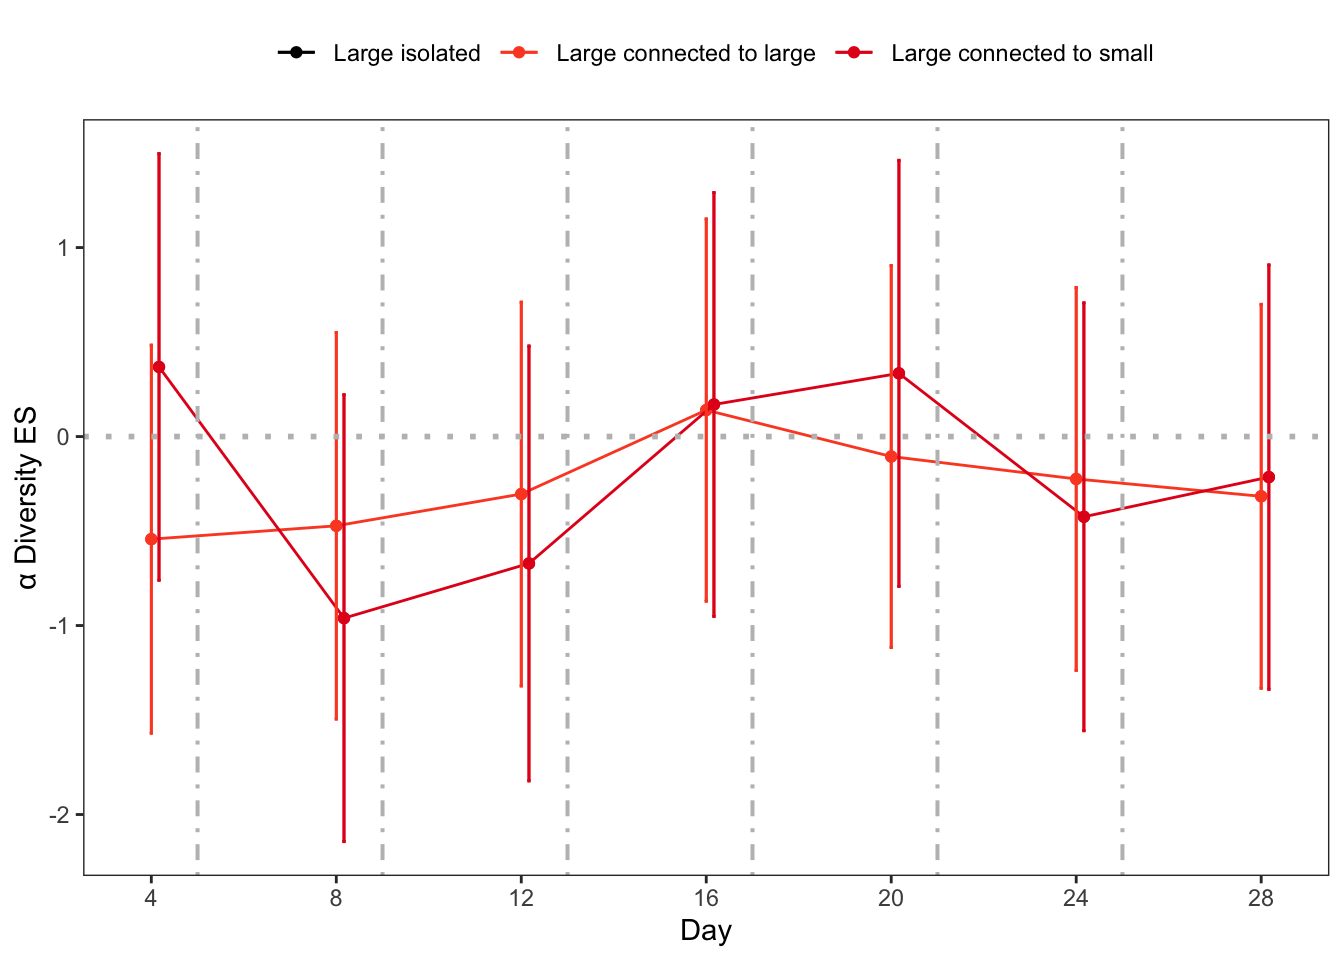 Large isolated Large connected to large Large connected to small
α Diversity ES
1
0
-1
-2
4 8 12 16 20 24 28
Day